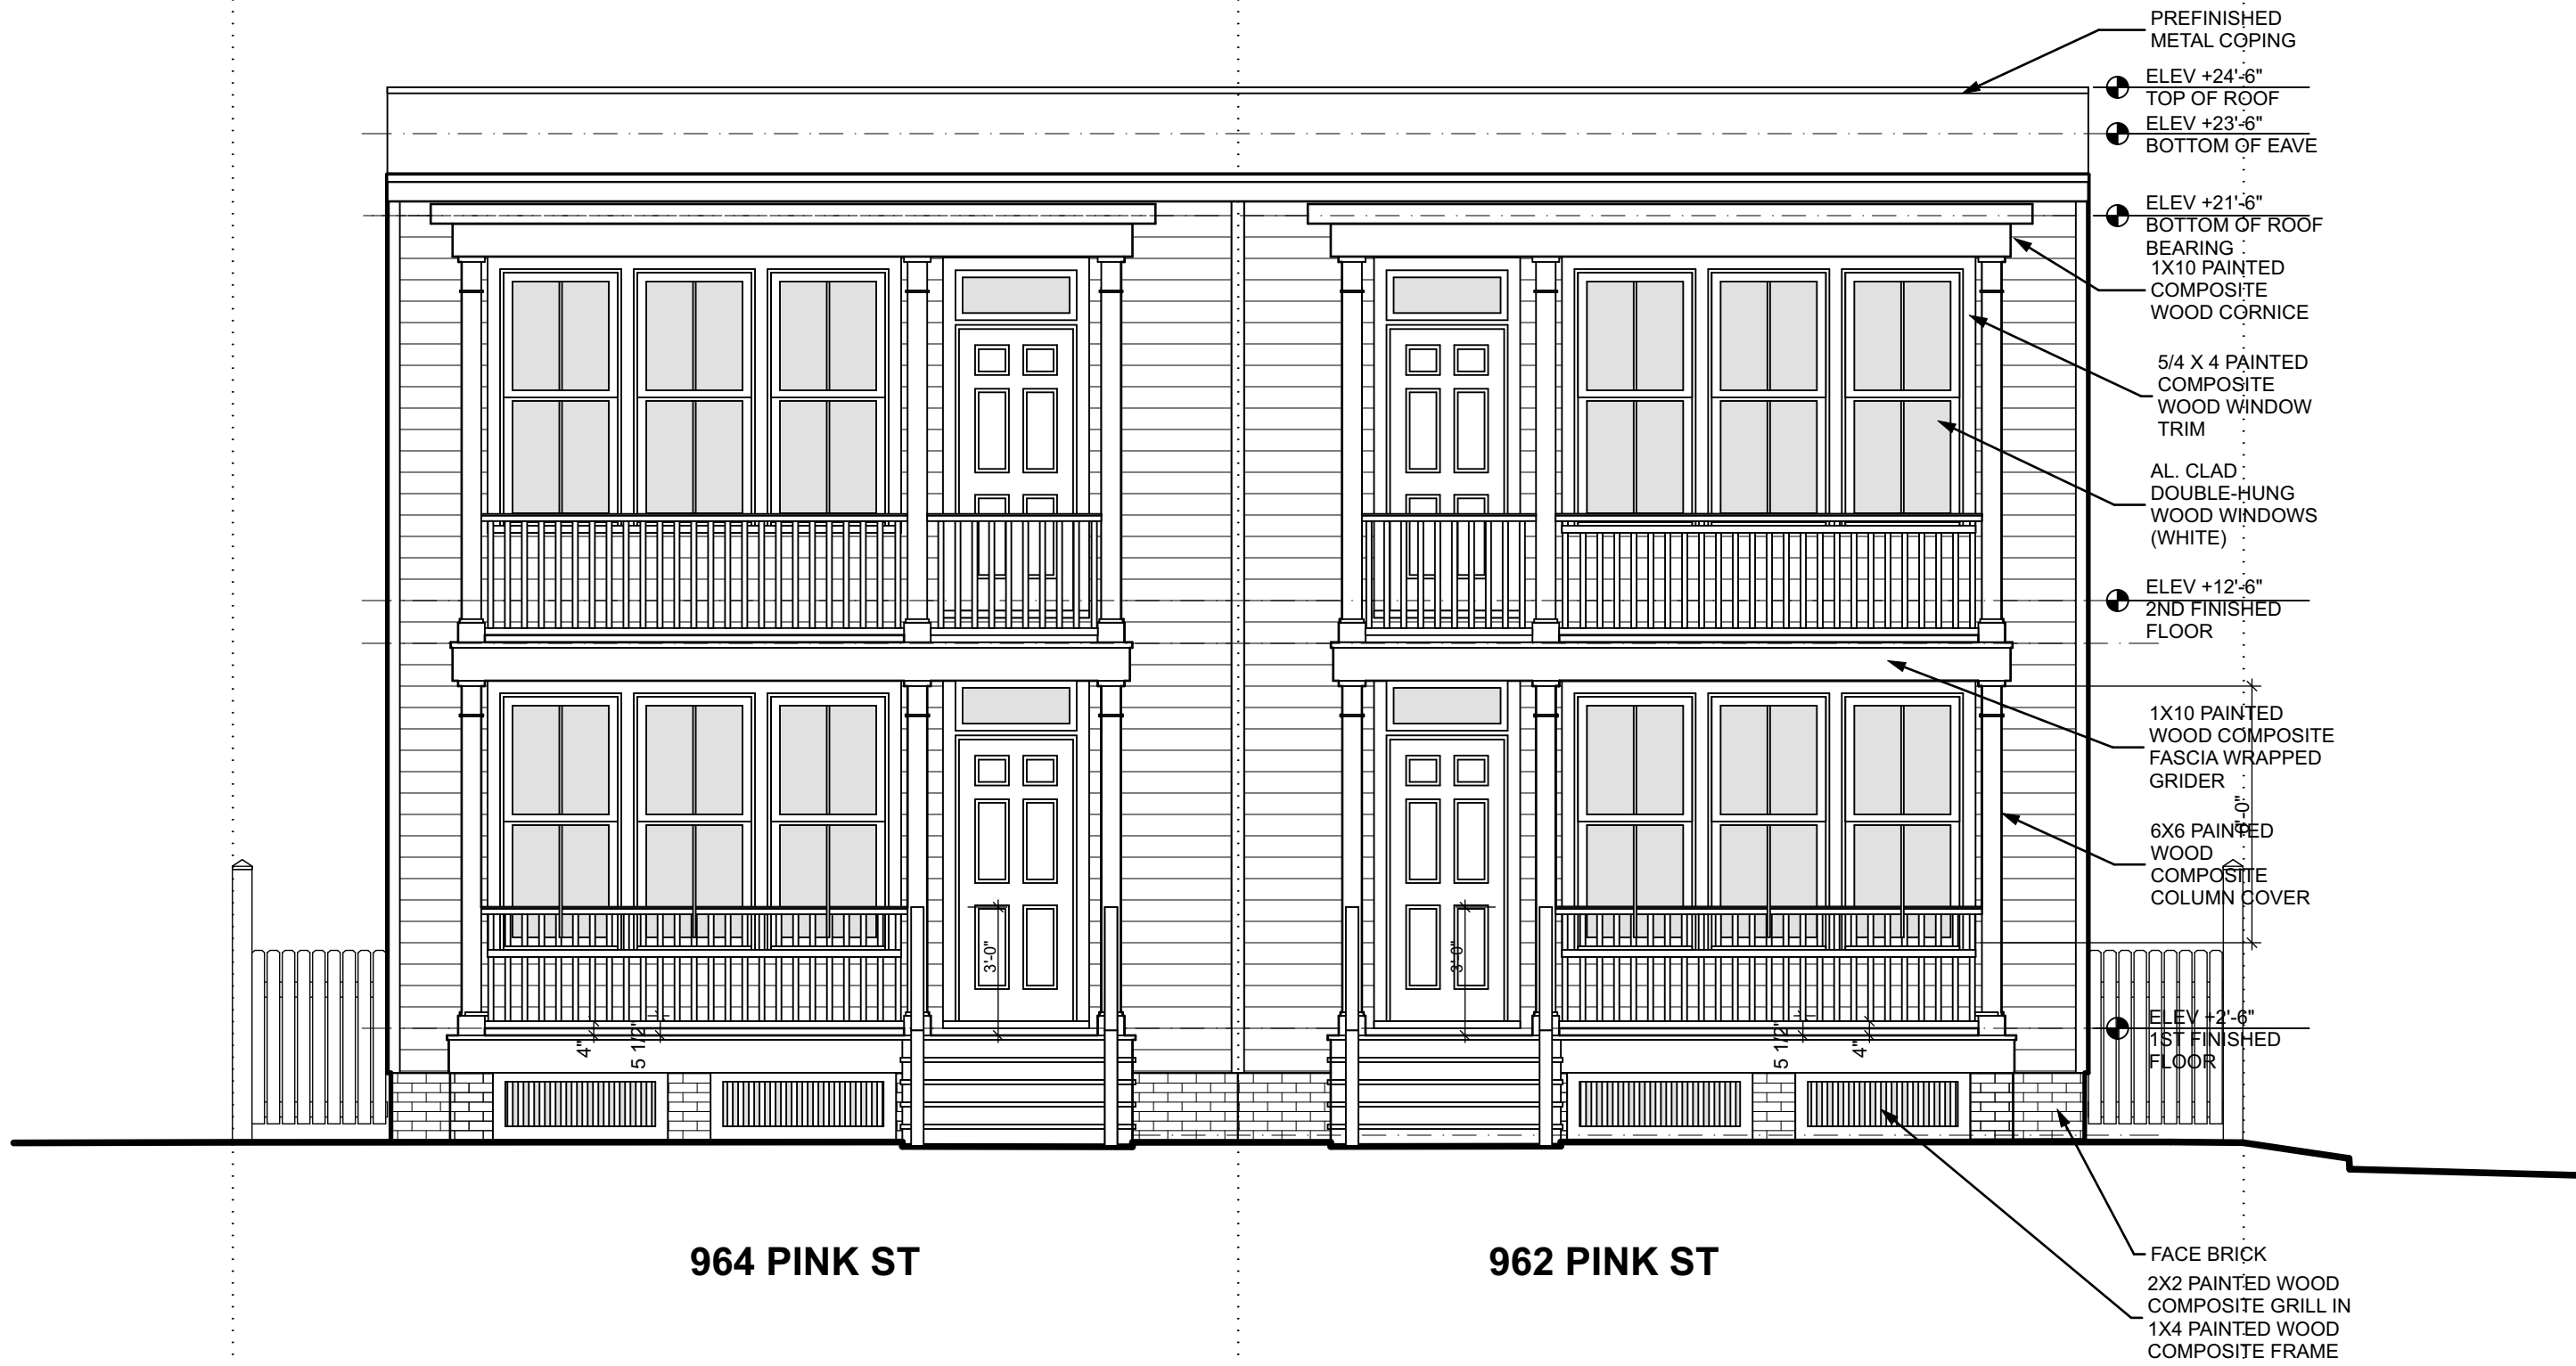 PREFINISHED
METAL COPING
ELEV +24'-6"
TOP OF ROOF
ELEV +23'-6"
BOTTOM OF EAVE
ELEV +21'-6"
BOTTOM OF ROOF
BEARING
1X10 PAINTED
COMPOSITE
WOOD CORNICE
5/4 X 4 PAINTED
COMPOSITE
WOOD WINDOW
TRIM
AL. CLAD
DOUBLE-HUNG
WOOD WINDOWS
(WHITE)
ELEV +12'-6"
2ND FINISHED
FLOOR
1X10 PAINTED
WOOD COMPOSITE
FASCIA WRAPPED
GRIDER
6X6 PAINTED
WOOD
COMPOSITE
COLUMN COVER
3'-0"
3'-0"
ELEV +2'-6"
1ST FINISHED
FLOOR
4"
5 1/2"
5 1/2"
4"
964 PINK ST
962 PINK ST
FACE BRICK
2X2 PAINTED WOOD
COMPOSITE GRILL IN
1X4 PAINTED WOOD
COMPOSITE FRAME